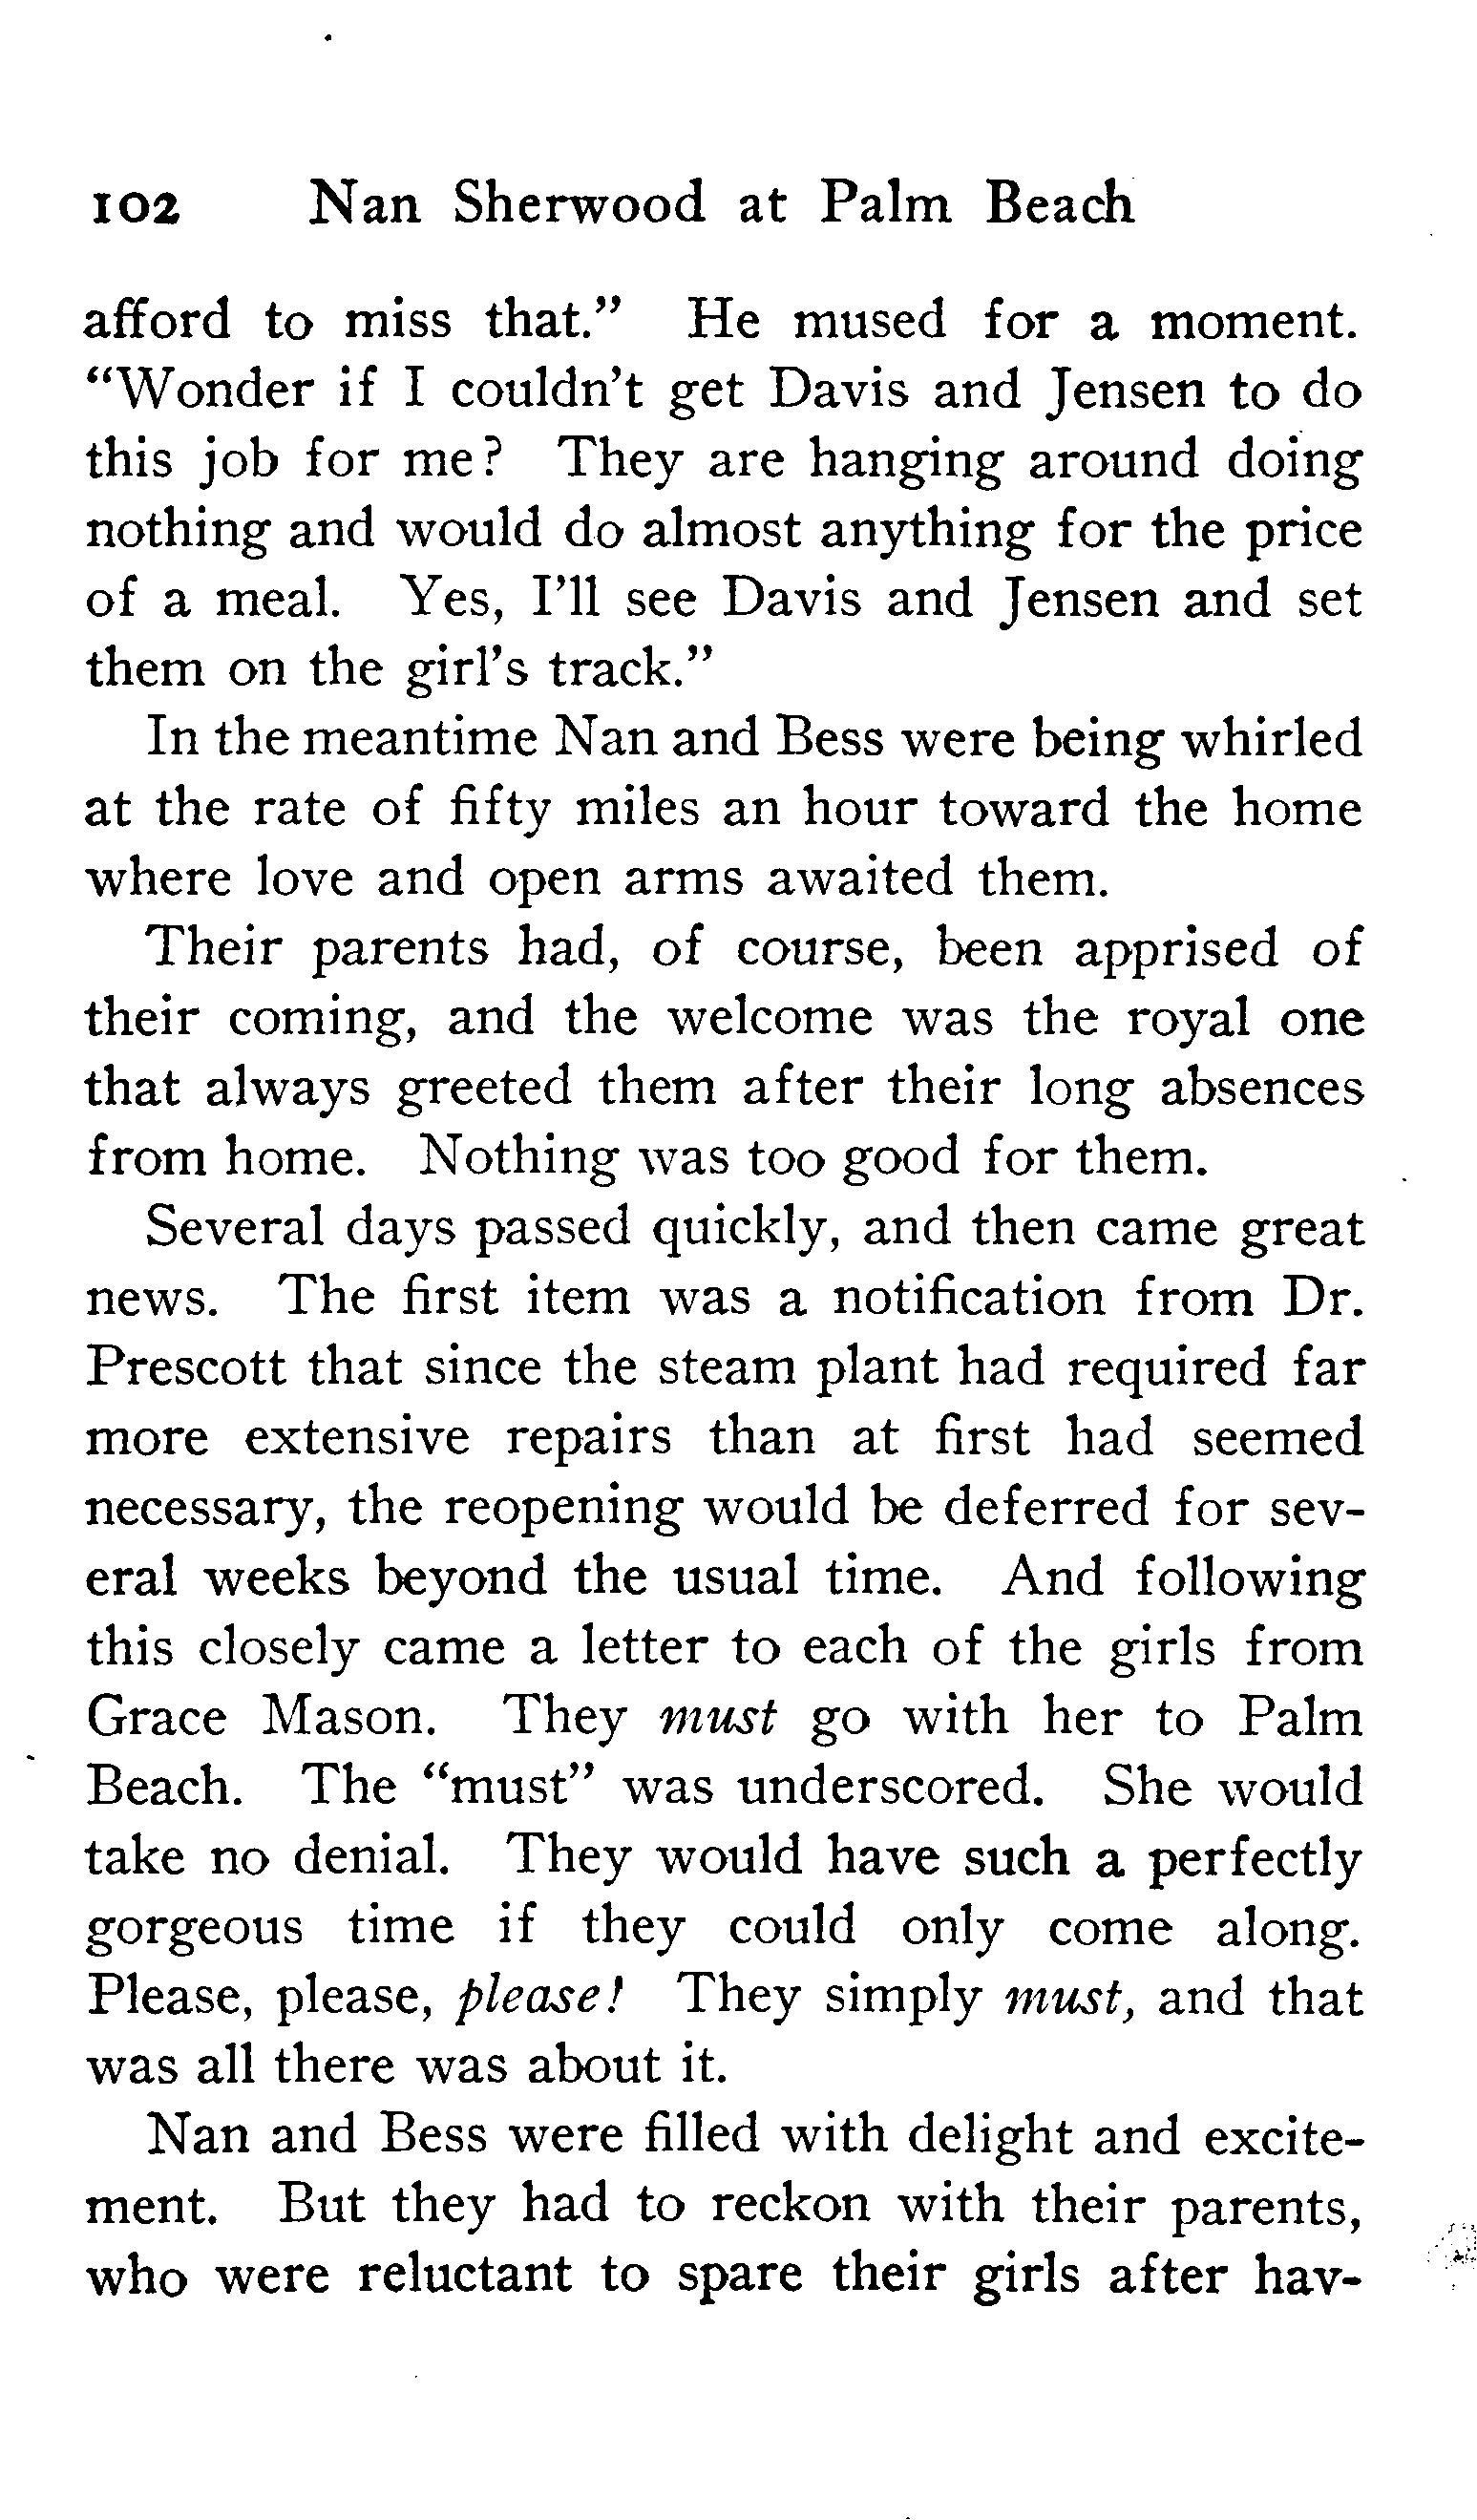 102 Nan Sherwood at Palm Beach
afford to miss that." He mused for a moment.
"Wonder if I couldn't get Davis and Jensen to do
this job for me? They are hanging around doing
nothing and would do almost anything for the price
of a meal. Yes, I'll see Davis and Jensen and set
them on the girl's track."
In the meantime Nan and Bess were being whirled
at the rate of fifty miles an hour toward the home
where love and open arms awaited them.
Their parents had, of course, been apprised of
their coming, and the welcome was the royal one
that always greeted them after their long absences
from home. Nothing was too good for them.
Several days passed quickly, and then came great
news. The first item was a notification from Dr.
Prescott that since the steam plant had required far
more extensive repairs than at first had seemed
necessary, the reopening would be deferred for sev-
eral weeks beyond the usual time. And following
this closely came a letter to each of the girls from
Grace Mason. They must go with her to Palm
Beach. The "must" was underscored. She would
take no denial. They would have such a perfectly
gorgeous time if they could only come along.
Please, please, please! They simply must, and that
was all there was about it.
Nan and Bess were filled with delight and excite-
ment. But they had to reckon with their parents,
who were reluctant to spare their girls after hav-